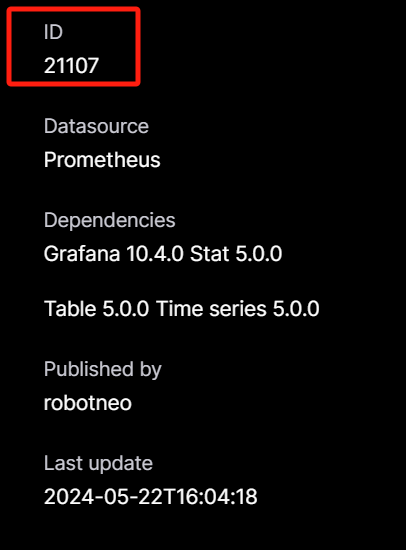 ID
21107
Datasource
Prometheus
Dependencies
Grafana 10.4.0 Stat 5.0.0
Table 5.0.0 Time series 5.0.0
Published by
robotneo
Last update
2024-05-22T16:04:18